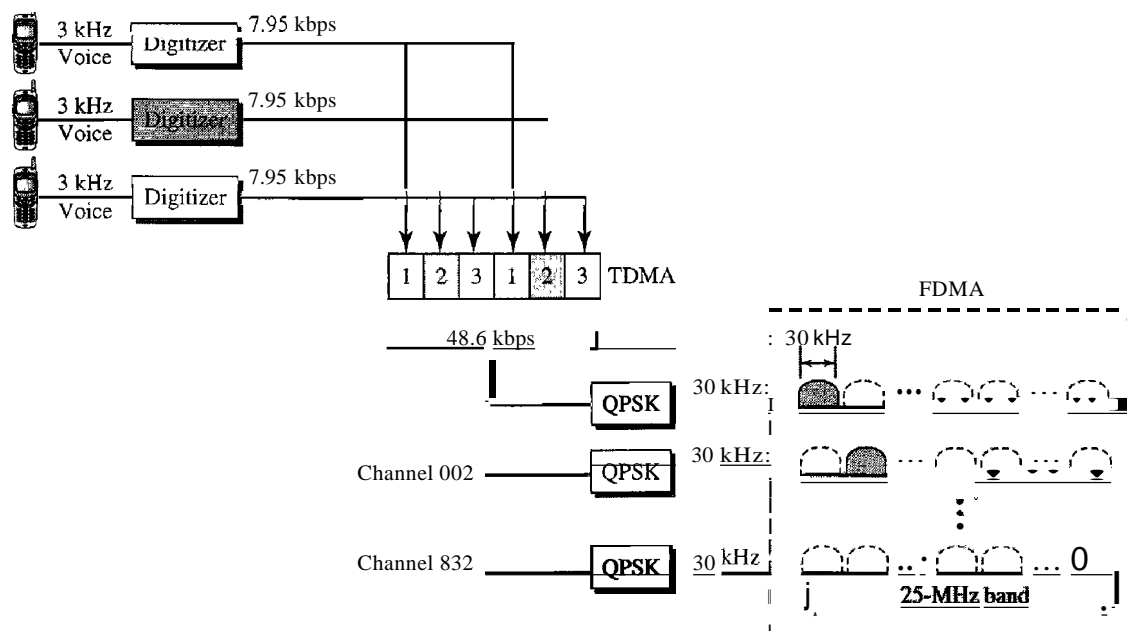 3 kHz
Voice
Digitizer
7.95 kbps
3 kHz
Voice
Digitizer
7.95 kbps
3 kHz
Voice
Digitizer
7.95 kbps
1 2 3 1 2 3 TDMA
FDMA
48.6 kbps
: 30 kHz
QPSK
30 kHz:
Channel 002
QPSK
30 kHz:
Channel 832
QPSK
30 kHz
0
25-MHz band